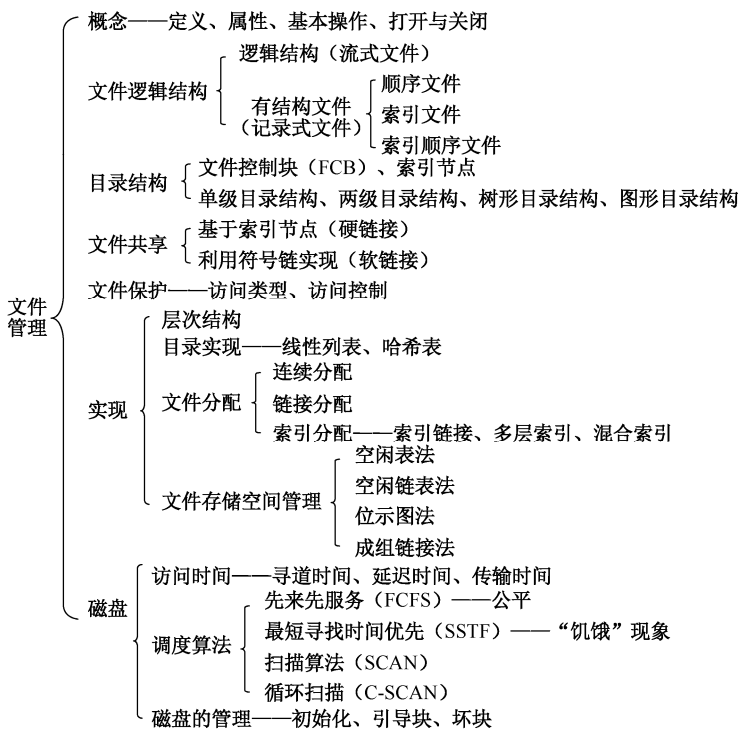 概念——定义、属性、基本操作、打开与关闭
文件逻辑结构
逻辑结构（流式文件）
有结构文件
（记录式文件）
顺序文件
索引文件
索引顺序文件
目录结构
文件控制块（FCB）、索引节点
单级目录结构、两级目录结构、树形目录结构、图形目录结构
文件共享
基于索引节点（硬链接）
利用符号链实现（软链接）
文件保护——访问类型、访问控制
文件
管理
实现
层次结构
目录实现——线性列表、哈希表
文件分配
连续分配
链接分配
索引分配——索引链接、多层索引、混合索引
文件存储空间管理
空闲表法
空闲链表法
位示图法
成组链接法
磁盘
访问时间——寻道时间、延迟时间、传输时间
调度算法
先来先服务（FCFS）——公平
最短寻找时间优先（SSTF）——“饥饿”现象
扫描算法（SCAN）
循环扫描（C-SCAN）
磁盘的管理——初始化、引导块、坏块